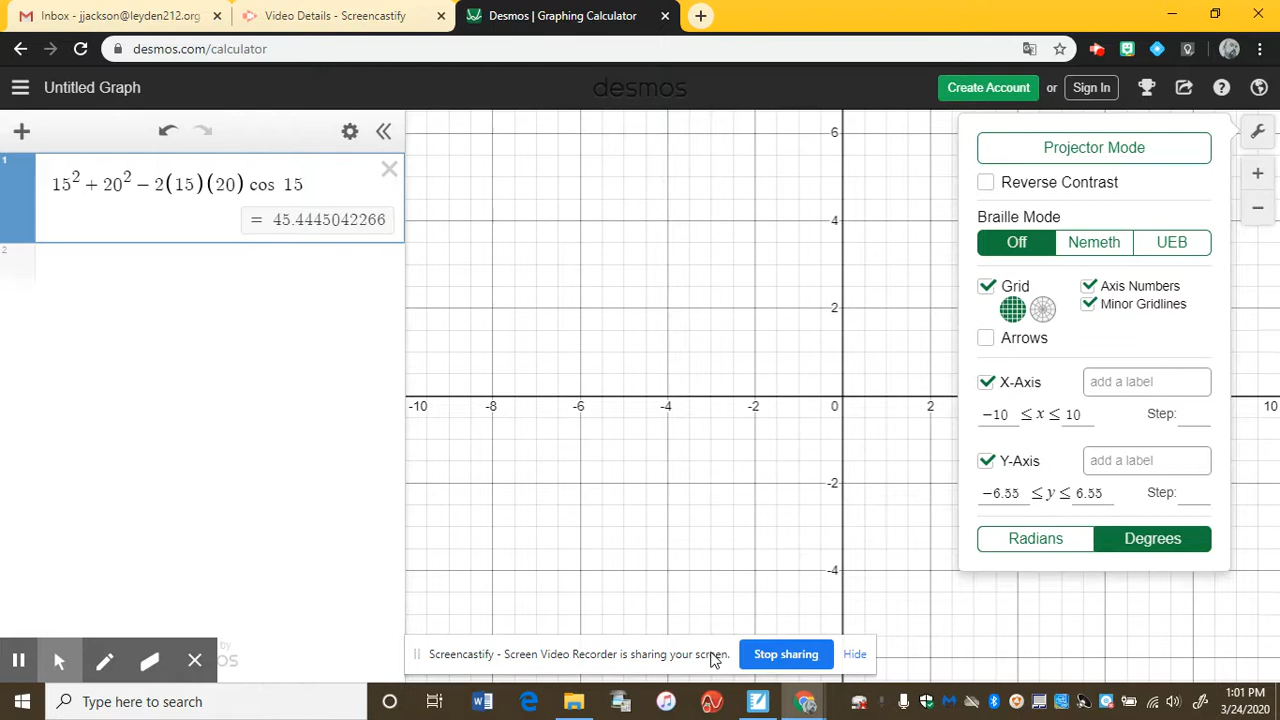 Inbox - jjackson@leyden212.org
Video Details - Screencastify
Desmos | Graphing Calculator
desmos.com/calculator
Untitled Graph
desmos
Create Account or Sign In
1
15² + 20² − 2(15)(20) cos 15
= 45.4445042266
2
6
4
2
-10 -8 -6 -4 -2 0 2 10
-2
-4
Projector Mode
Reverse Contrast
Braille Mode
Off Nemeth UEB
Grid Axis Numbers
Minor Gridlines
Arrows
X-Axis add a label
−10 ≤ x ≤ 10 Step:
Y-Axis add a label
−6.55 ≤ y ≤ 6.55 Step:
Radians Degrees
by
os
Screencastify - Screen Video Recorder is sharing your screen. Stop sharing Hide
Type here to search
1:01 PM
3/24/2020